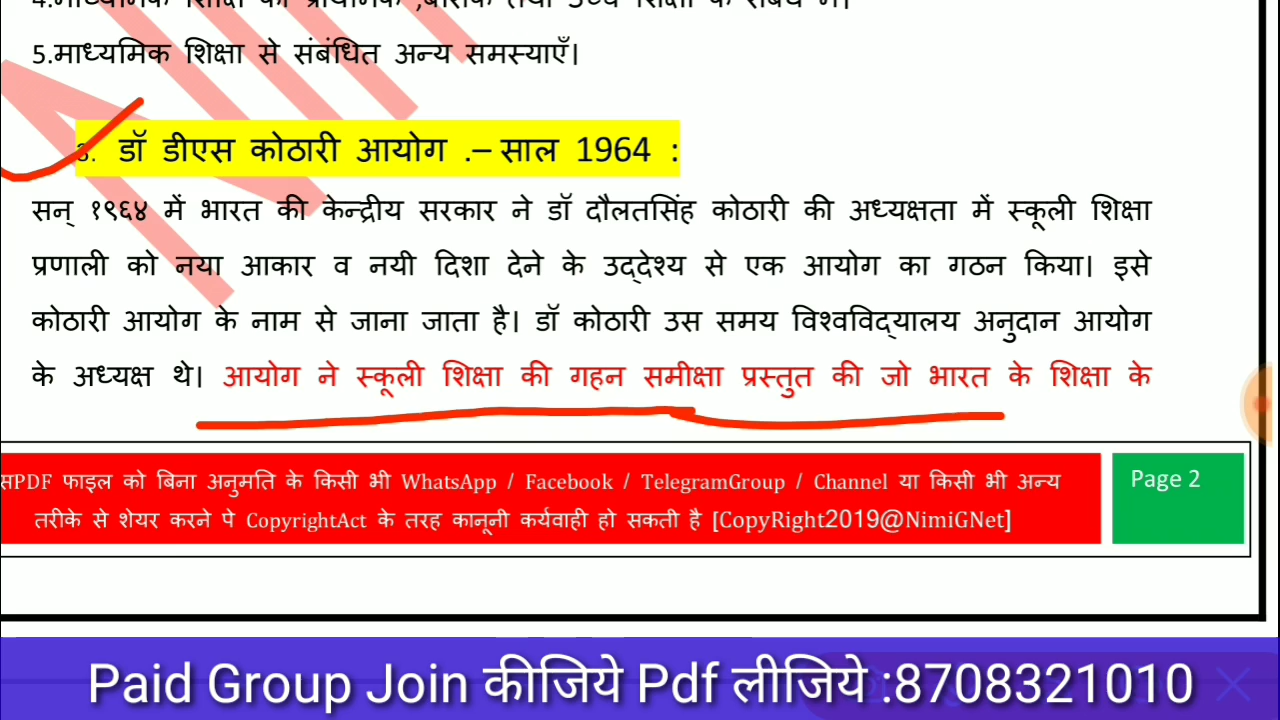 5.माध्यमिक शिक्षा से संबंधित अन्य समस्याएँ।
3. डॉ डीएस कोठारी आयोग .– साल 1964 :
सन् १९६४ में भारत की केन्द्रीय सरकार ने डॉ दौलतसिंह कोठारी की अध्यक्षता में स्कूली शिक्षा
प्रणाली को नया आकार व नयी दिशा देने के उद्देश्य से एक आयोग का गठन किया। इसे
कोठारी आयोग के नाम से जाना जाता है। डॉ कोठारी उस समय विश्वविद्यालय अनुदान आयोग
के अध्यक्ष थे। आयोग ने स्कूली शिक्षा की गहन समीक्षा प्रस्तुत की जो भारत के शिक्षा के
सPDF फाइल को बिना अनुमति के किसी भी WhatsApp / Facebook / TelegramGroup / Channel या किसी भी अन्य
तरीके से शेयर करने पे CopyrightAct के तरह कानूनी कर्यवाही हो सकती है [CopyRight2019@NimiGNet]
Page 2
Paid Group Join कीजिये Pdf लीजिये :8708321010